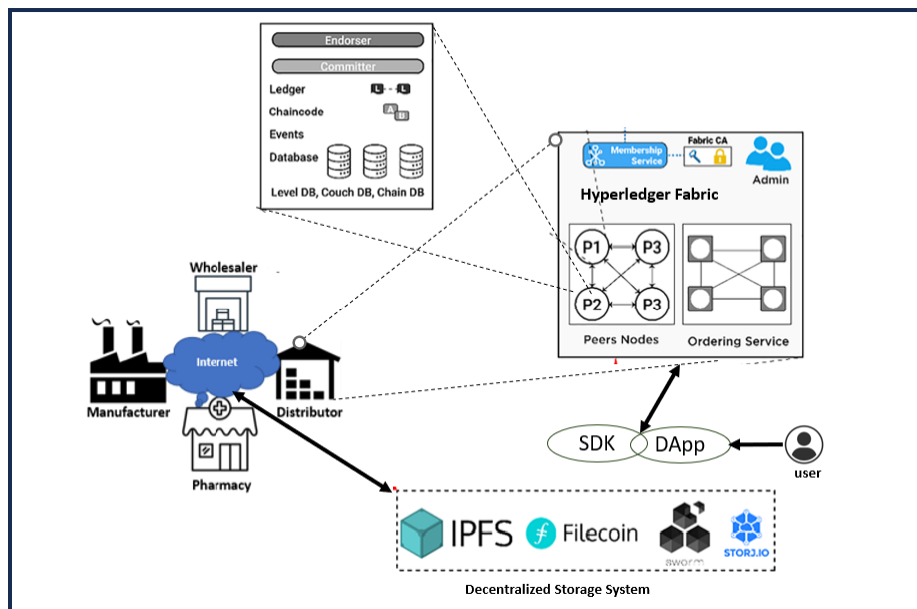 Endorser
Committer
Ledger
L
L
Chaincode
A
B
Events
Database
Level DB, Couch DB, Chain DB
Membership
Service
Fabric CA
Admin
Hyperledger Fabric
P1
P3
P2
P3
Peers Nodes
Ordering Service
Wholesaler
Internet
Manufacturer
Distributor
Pharmacy
SDK
DApp
user
IPFS
Filecoin
swarm
STORJ.IO
Decentralized Storage System